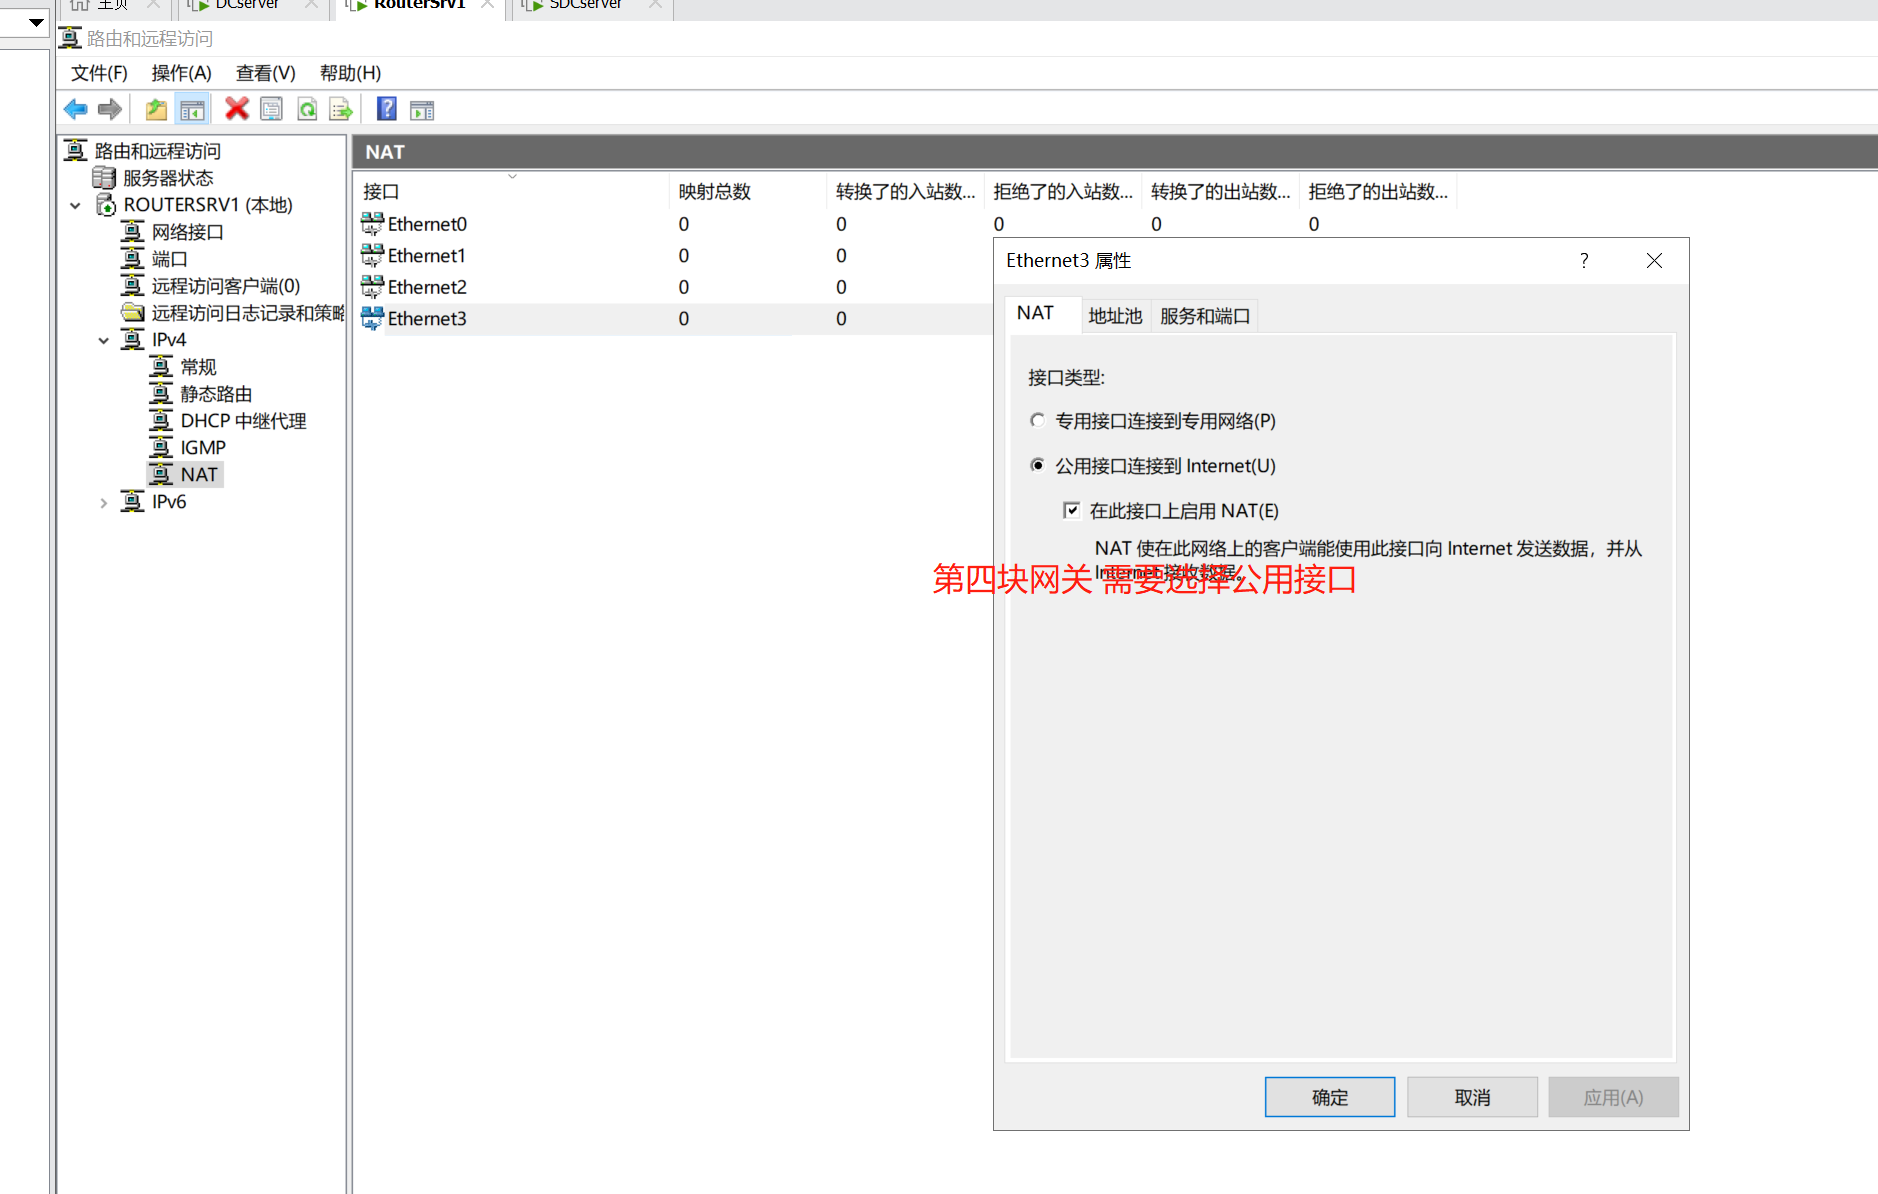 主页
DCserver
RouterSrv1
SDCserver
路由和远程访问
文件(F) 操作(A) 查看(V) 帮助(H)
路由和远程访问
服务器状态
ROUTERSRV1 (本地)
网络接口
端口
远程访问客户端(0)
远程访问日志记录和策略
IPv4
常规
静态路由
DHCP 中继代理
IGMP
NAT
IPv6
NAT
接口 映射总数 转换了的入站数... 拒绝了的入站数... 转换了的出站数... 拒绝了的出站数...
Ethernet0 0 0 0 0 0
Ethernet1 0 0
Ethernet2 0 0
Ethernet3 0 0
Ethernet3 属性
NAT 地址池 服务和端口
接口类型:
专用接口连接到专用网络(P)
公用接口连接到 Internet(U)
在此接口上启用 NAT(E)
NAT 使在此网络上的客户端能使用此接口向 Internet 发送数据，并从
Internet 接收数据。
第四块网关 需要选择公用接口
确定 取消 应用(A)